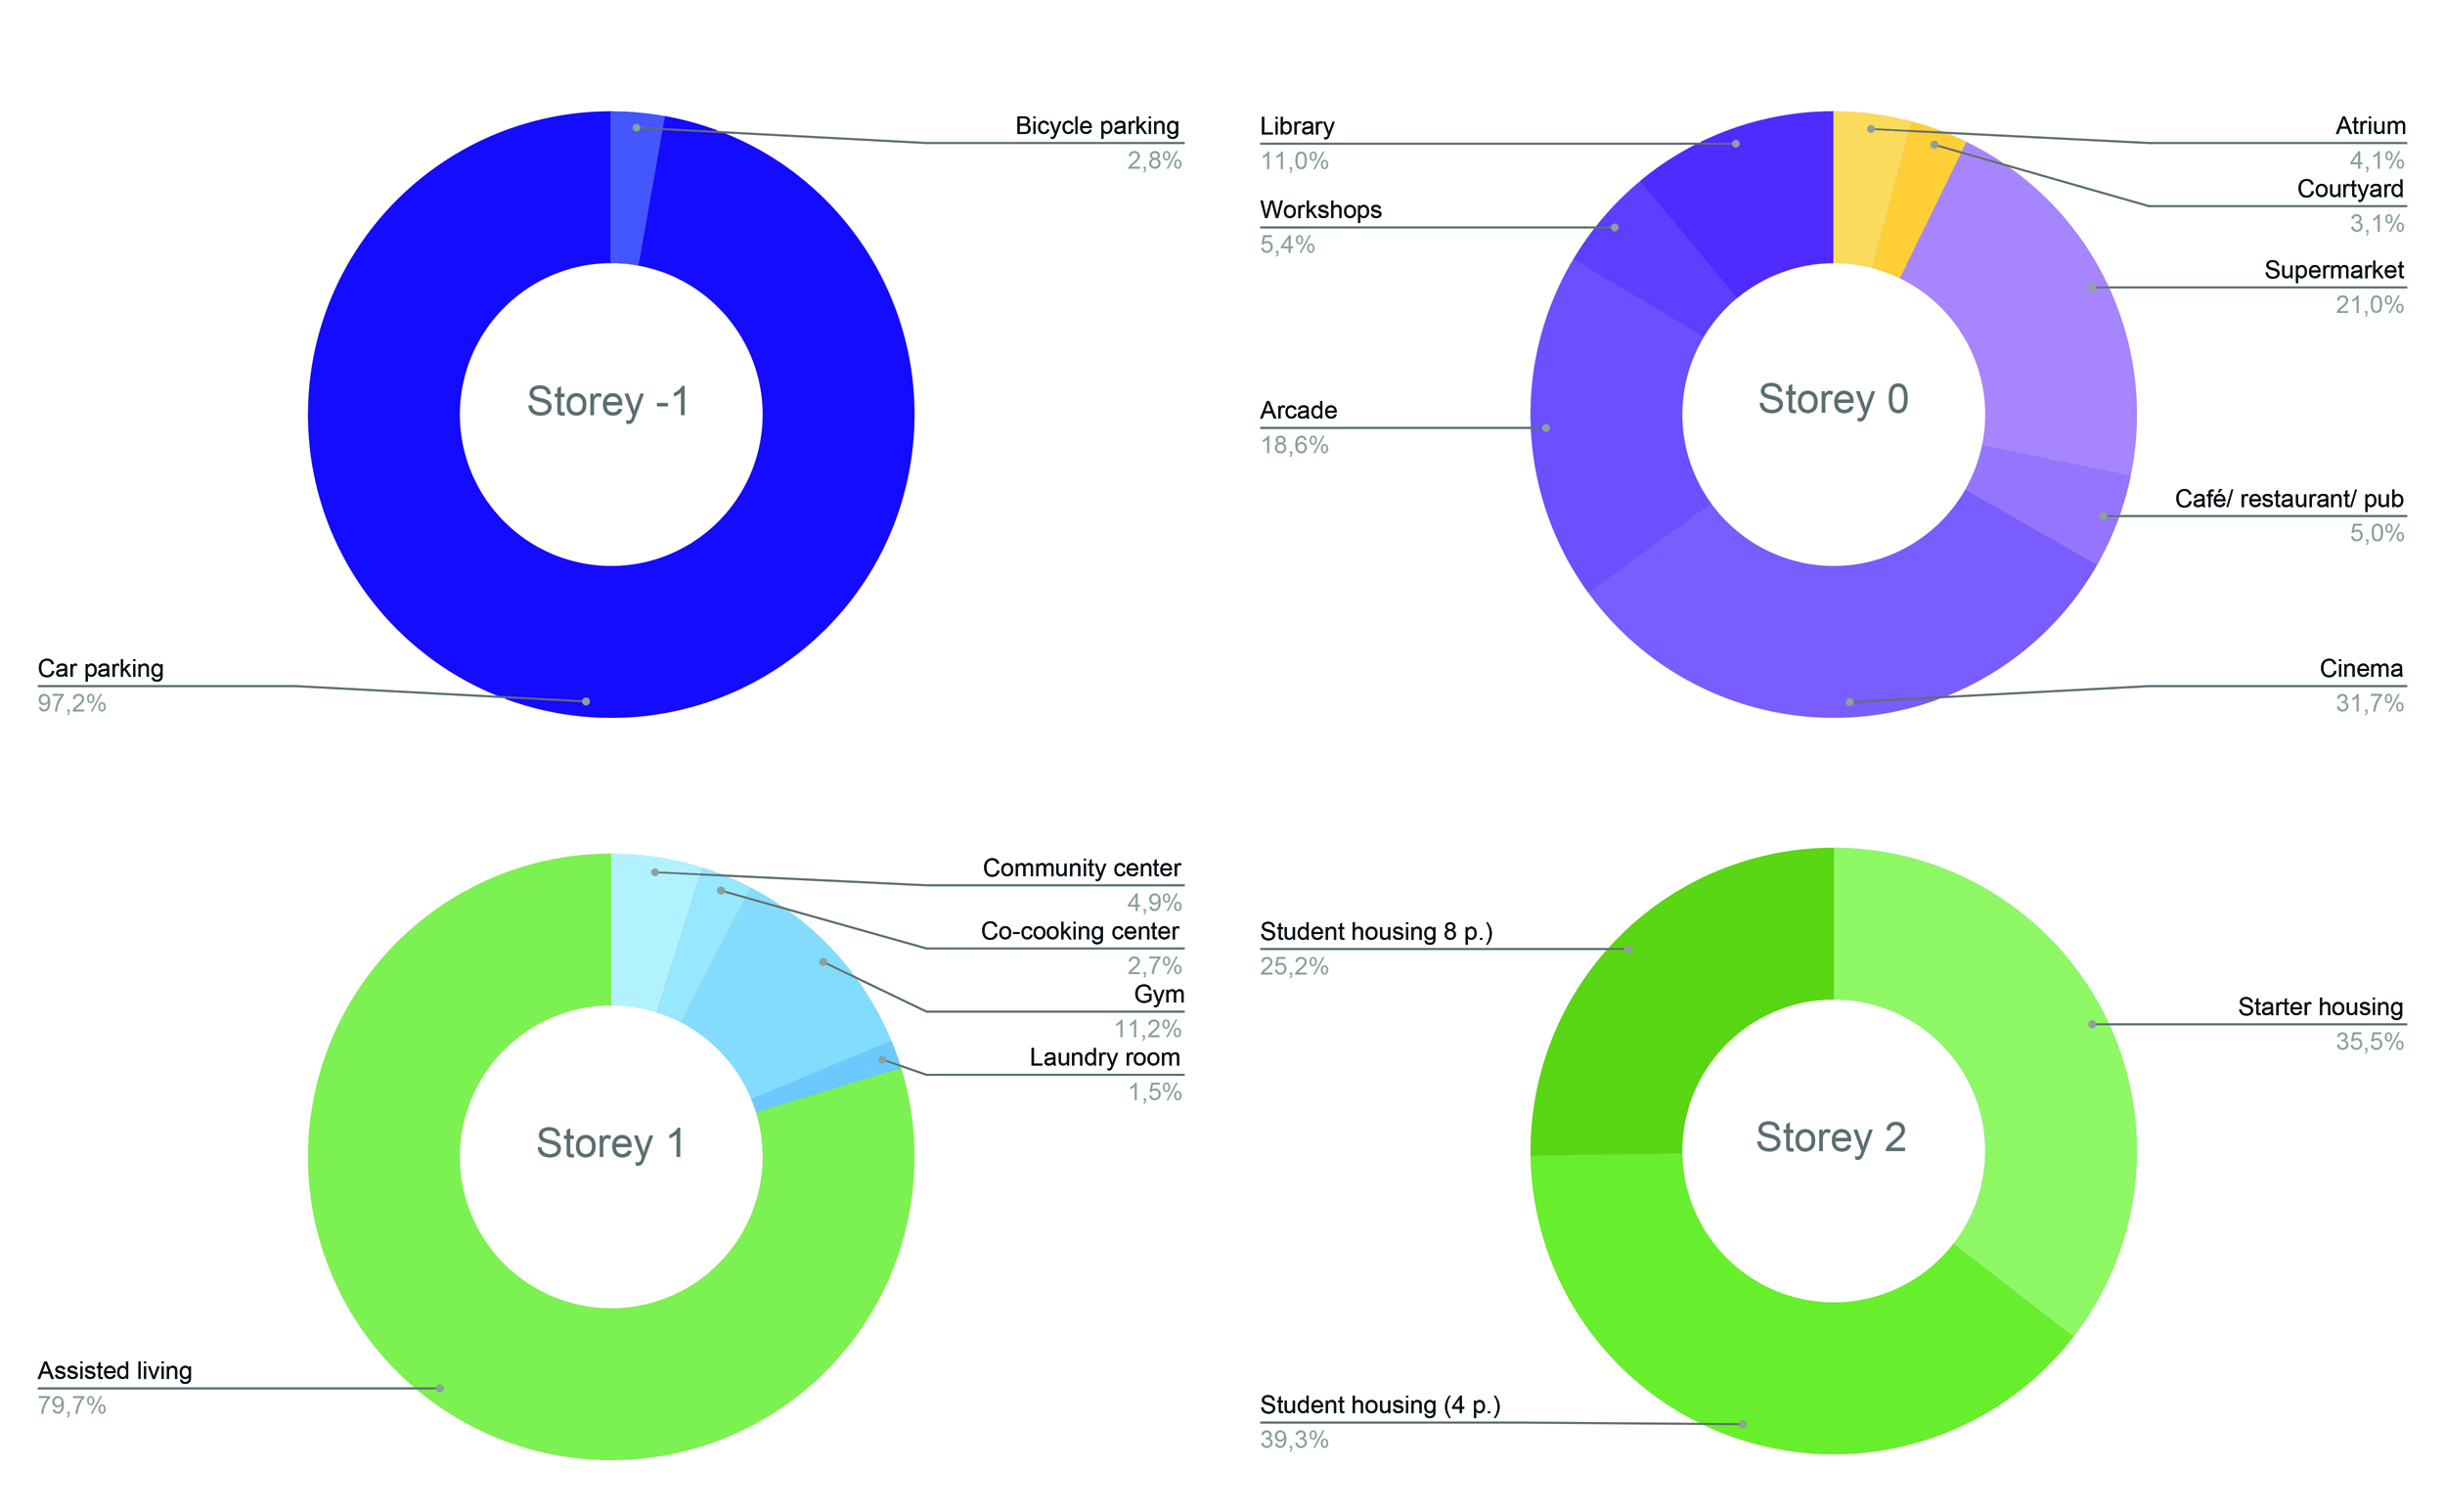 Bicycle parking
2,8%
Storey -1
Car parking
97,2%
Library
11,0%
Workshops
5,4%
Arcade
18,6%
Storey 0
Atrium
4,1%
Courtyard
3,1%
Supermarket
21,0%
Café/ restaurant/ pub
5,0%
Cinema
31,7%
Community center
4,9%
Co-cooking center
2,7%
Gym
11,2%
Laundry room
1,5%
Storey 1
Assisted living
79,7%
Student housing 8 p.)
25,2%
Starter housing
35,5%
Storey 2
Student housing (4 p.)
39,3%